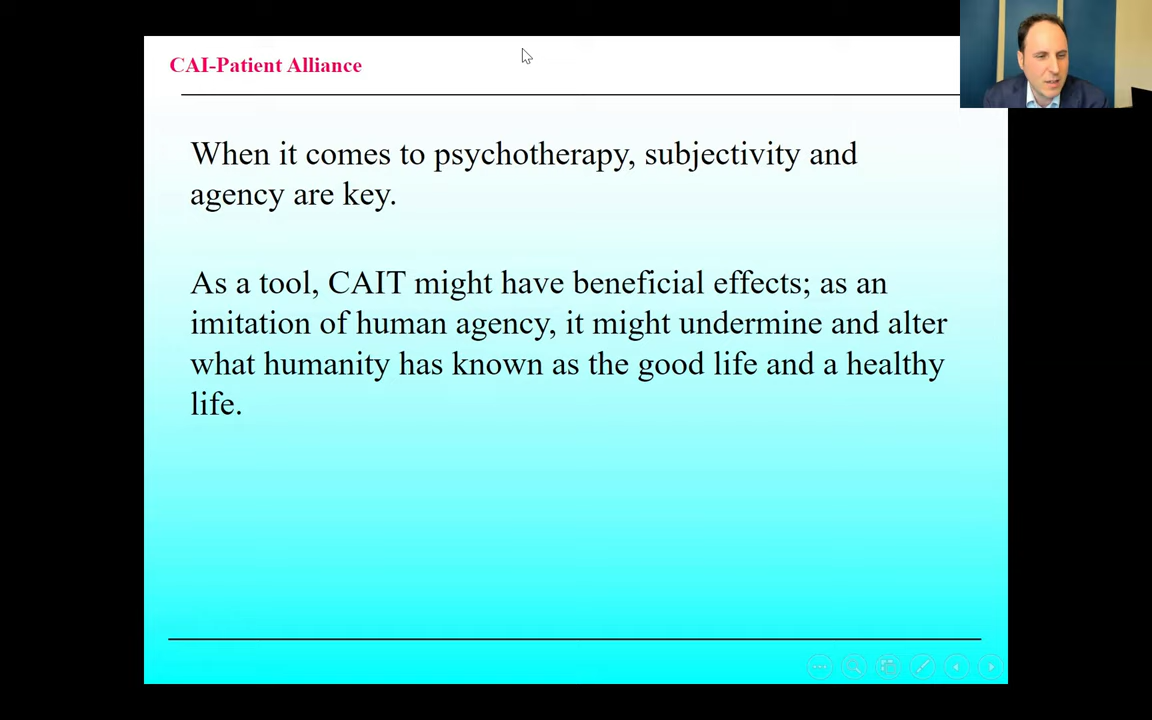 CAI-Patient Alliance
When it comes to psychotherapy, subjectivity and
agency are key.
As a tool, CAIT might have beneficial effects; as an
imitation of human agency, it might undermine and alter
what humanity has known as the good life and a healthy
life.